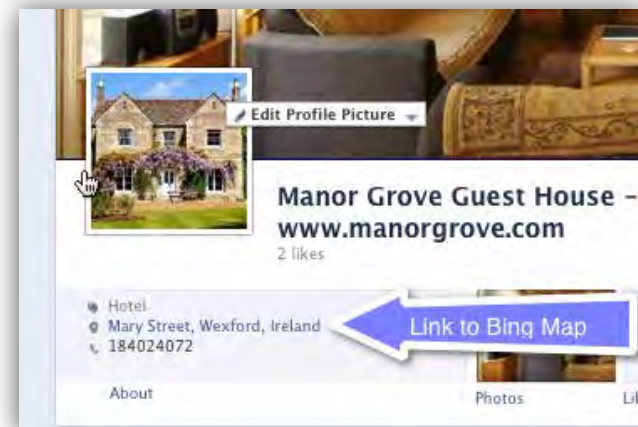 Edit Profile Picture
Manor Grove Guest House –
www.manorgrove.com
2 likes
Hotel
Mary Street, Wexford, Ireland
Link to Bing Map
184024072
About
Photos